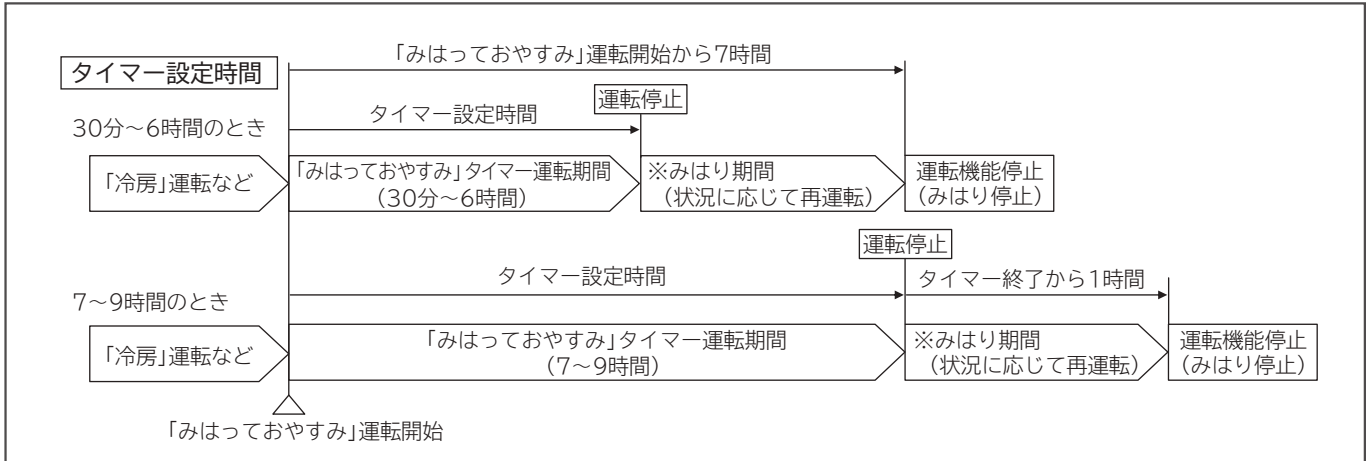 「みはっておやすみ」運転開始から7時間
タイマー設定時間
運転停止
タイマー設定時間
30分～6時間のとき
「冷房」運転など
「みはっておやすみ」タイマー運転期間
(30分～6時間)
※みはり期間
(状況に応じて再運転)
運転機能停止
(みはり停止)
運転停止
タイマー設定時間
タイマー終了から1時間
7～9時間のとき
「冷房」運転など
「みはっておやすみ」タイマー運転期間
(7～9時間)
※みはり期間
(状況に応じて再運転)
運転機能停止
(みはり停止)
「みはっておやすみ」運転開始